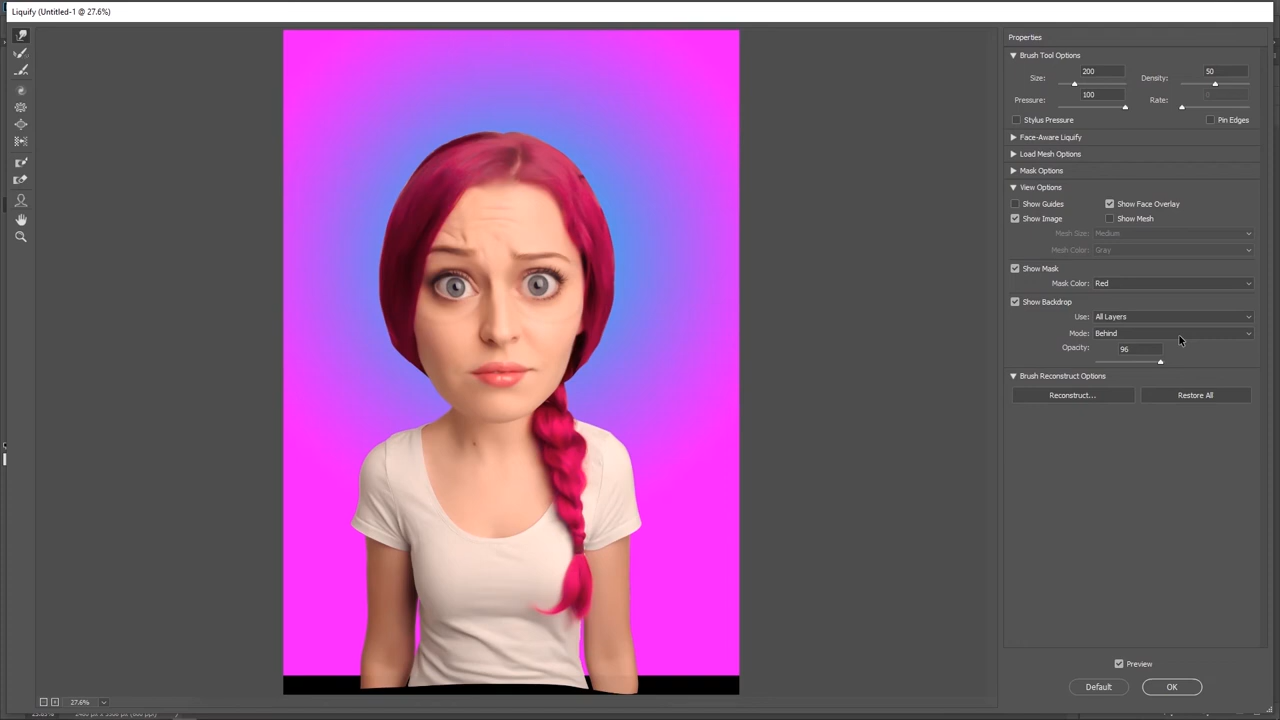 Liquify (Untitled-1 @ 27.6%)
Properties
Brush Tool Options
Size: 200 Density: 50
Pressure: 100 Rate: 0
Stylus Pressure Pin Edges
Face-Aware Liquify
Load Mesh Options
Mask Options
View Options
Show Guides Show Face Overlay
Show Image Show Mesh
Mesh Size: Medium
Mesh Color: Gray
Show Mask
Mask Color: Red
Show Backdrop
Use: All Layers
Mode: Behind
Opacity: 96
Brush Reconstruct Options
Reconstruct... Restore All
Preview
Default OK
27.6%